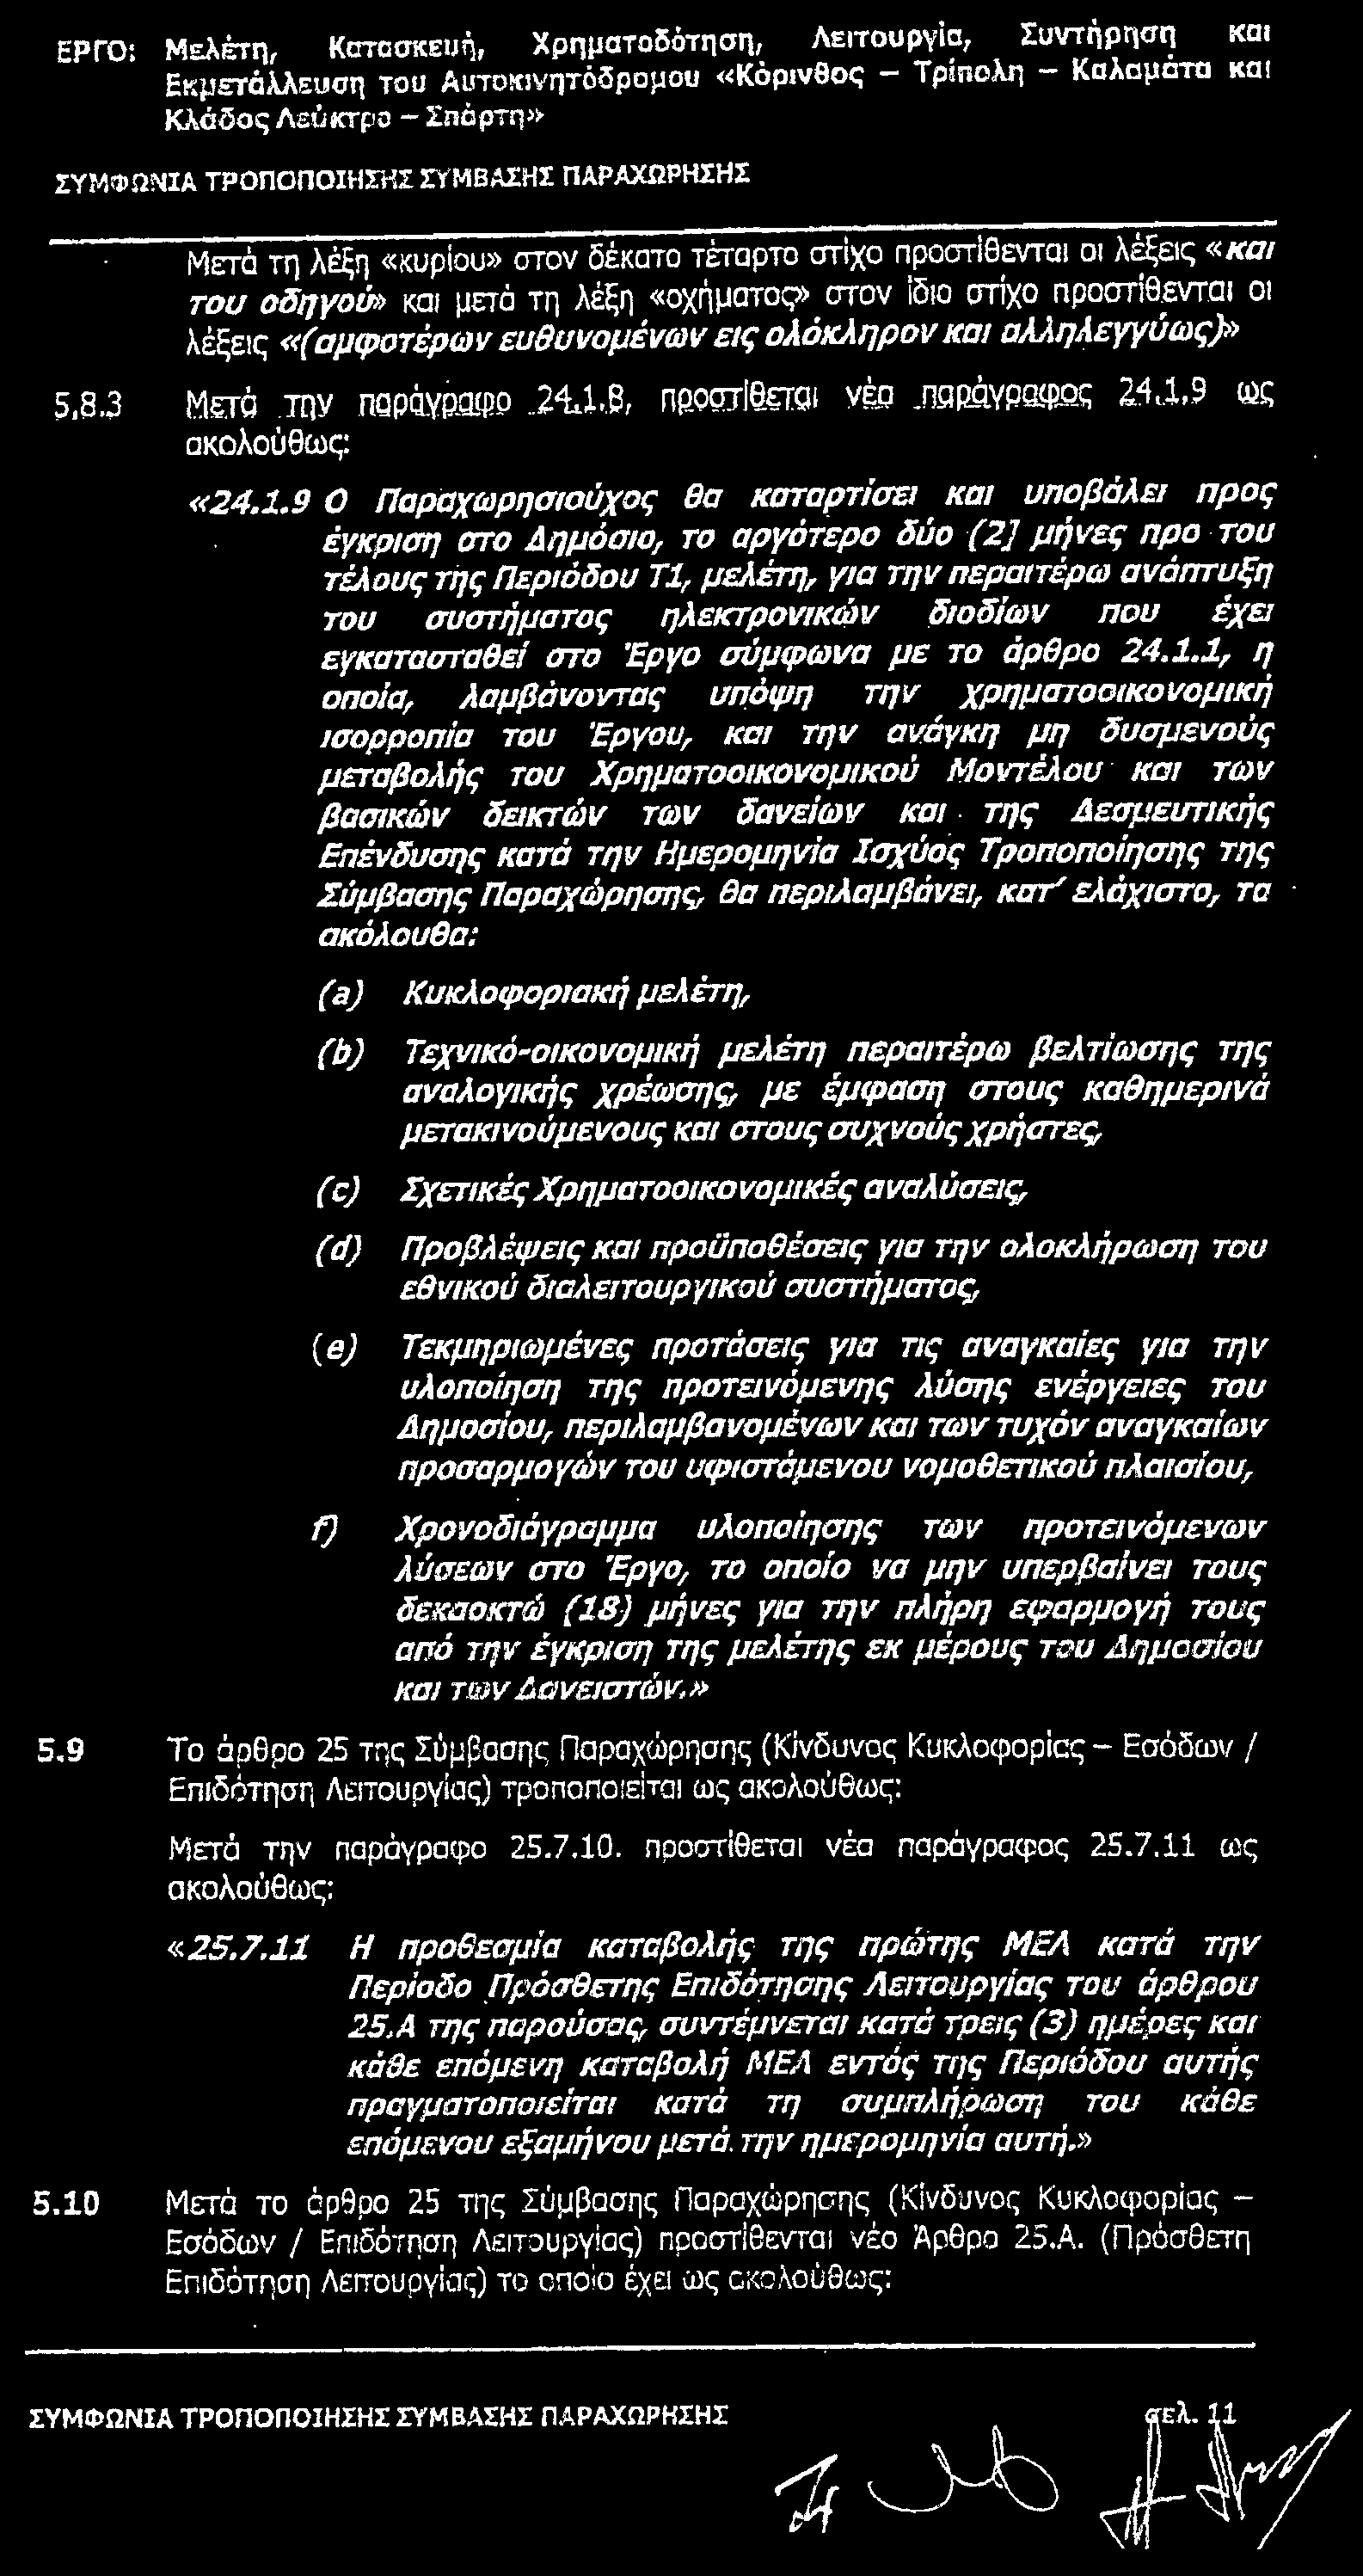 ΕΡΓΟ: Μελέτη, Κατασκευή, Χρηματοδότηση, Λειτουργία, Συντήρηση και
Εκμετάλλευση του Αυτοκινητόδρομου «Κόρινθος – Τρίπολη – Καλαμάτα και
Κλάδος Λεύκτρο – Σπάρτη»
ΣΥΜΦΩΝΙΑ ΤΡΟΠΟΠΟΙΗΣΗΣ ΣΥΜΒΑΣΗΣ ΠΑΡΑΧΩΡΗΣΗΣ
Μετά τη λέξη «κυρίου» στον δέκατο τέταρτο στίχο προστίθενται οι λέξεις «και
του οδηγού» και μετά τη λέξη «οχήματος» στον ίδιο στίχο προστίθενται οι
λέξεις «(αμφοτέρων ευθυνομένων εις ολόκληρον και αλληλεγγύως)»
5.8.3 Μετά την παράγραφο 24.1.8, προστίθεται νέα παράγραφος 24.1.9 ως
ακολούθως:
«24.1.9 Ο Παραχωρησιούχος θα καταρτίσει και υποβάλει προς
έγκριση στο Δημόσιο, το αργότερο δύο (2] μήνες προ του
τέλους της Περιόδου Τ1, μελέτη, για την περαιτέρω ανάπτυξη
του συστήματος ηλεκτρονικών διοδίων που έχει
εγκατασταθεί στο Έργο σύμφωνα με το άρθρο 24.1.1, η
οποία, λαμβάνοντας υπόψη την χρηματοοικονομική
ισορροπία του Έργου, και την ανάγκη μη δυσμενούς
μεταβολής του Χρηματοοικονομικού Μοντέλου και των
βασικών δεικτών των δανείων και της Δεσμευτικής
Επένδυσης κατά την Ημερομηνία Ισχύος Τροποποίησης της
Σύμβασης Παραχώρησης, θα περιλαμβάνει, κατ' ελάχιστο, τα
ακόλουθα:
(a) Κυκλοφοριακή μελέτη,
(b) Τεχνικό-οικονομική μελέτη περαιτέρω βελτίωσης της
αναλογικής χρέωσης, με έμφαση στους καθημερινά
μετακινούμενους και στους συχνούς χρήστες,
(c) Σχετικές Χρηματοοικονομικές αναλύσεις,
(d) Προβλέψεις και προϋποθέσεις για την ολοκλήρωση του
εθνικού διαλειτουργικού συστήματος,
(e) Τεκμηριωμένες προτάσεις για τις αναγκαίες για την
υλοποίηση της προτεινόμενης λύσης ενέργειες του
Δημοσίου, περιλαμβανομένων και των τυχόν αναγκαίων
προσαρμογών του υφιστάμενου νομοθετικού πλαισίου,
f) Χρονοδιάγραμμα υλοποίησης των προτεινόμενων
λύσεων στο Έργο, το οποίο να μην υπερβαίνει τους
δεκαοκτώ (18) μήνες για την πλήρη εφαρμογή τους
από την έγκριση της μελέτης εκ μέρους του Δημοσίου
και των Δανειστών.»
5.9 Το άρθρο 25 της Σύμβασης Παραχώρησης (Κίνδυνος Κυκλοφορίας – Εσόδων /
Επιδότηση Λειτουργίας) τροποποιείται ως ακολούθως:
Μετά την παράγραφο 25.7.10. προστίθεται νέα παράγραφος 25.7.11 ως
ακολούθως:
«25.7.11 Η προθεσμία καταβολής της πρώτης ΜΕΛ κατά την
Περίοδο Πρόσθετης Επιδότησης Λειτουργίας του άρθρου
25.Α της παρούσας, συντέμνεται κατά τρεις (3) ημέρες και
κάθε επόμενη καταβολή ΜΕΛ εντός της Περιόδου αυτής
πραγματοποιείται κατά τη συμπλήρωση του κάθε
επόμενου εξαμήνου μετά την ημερομηνία αυτή.»
5.10 Μετά το άρθρο 25 της Σύμβασης Παραχώρησης (Κίνδυνος Κυκλοφορίας –
Εσόδων / Επιδότηση Λειτουργίας) προστίθενται νέο Άρθρο 25.Α. (Πρόσθετη
Επιδότηση Λειτουργίας) το οποίο έχει ως ακολούθως:
ΣΥΜΦΩΝΙΑ ΤΡΟΠΟΠΟΙΗΣΗΣ ΣΥΜΒΑΣΗΣ ΠΑΡΑΧΩΡΗΣΗΣ σελ. 11